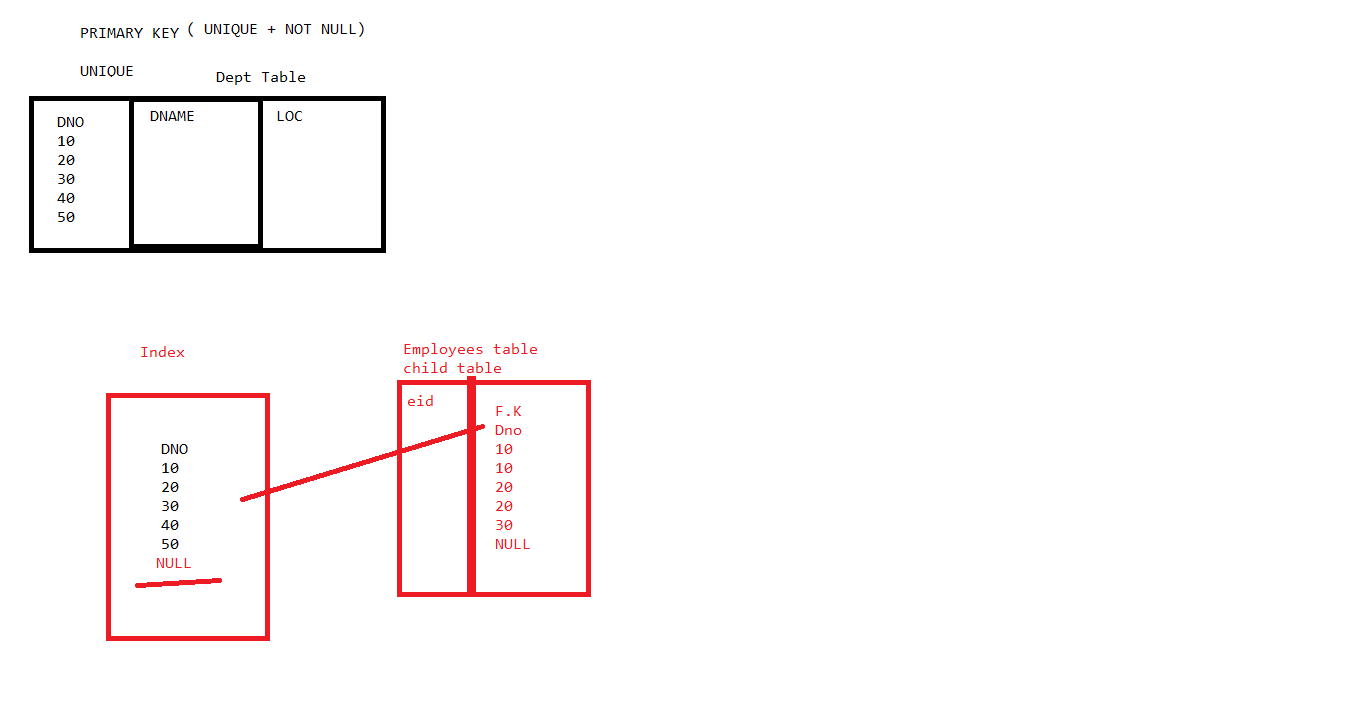 PRIMARY KEY ( UNIQUE + NOT NULL)
UNIQUE
Dept Table
DNO
10
20
30
40
50
DNAME
LOC
Index
DNO
10
20
30
40
50
NULL
Employees table
child table
eid
F.K
Dno
10
10
20
20
30
NULL